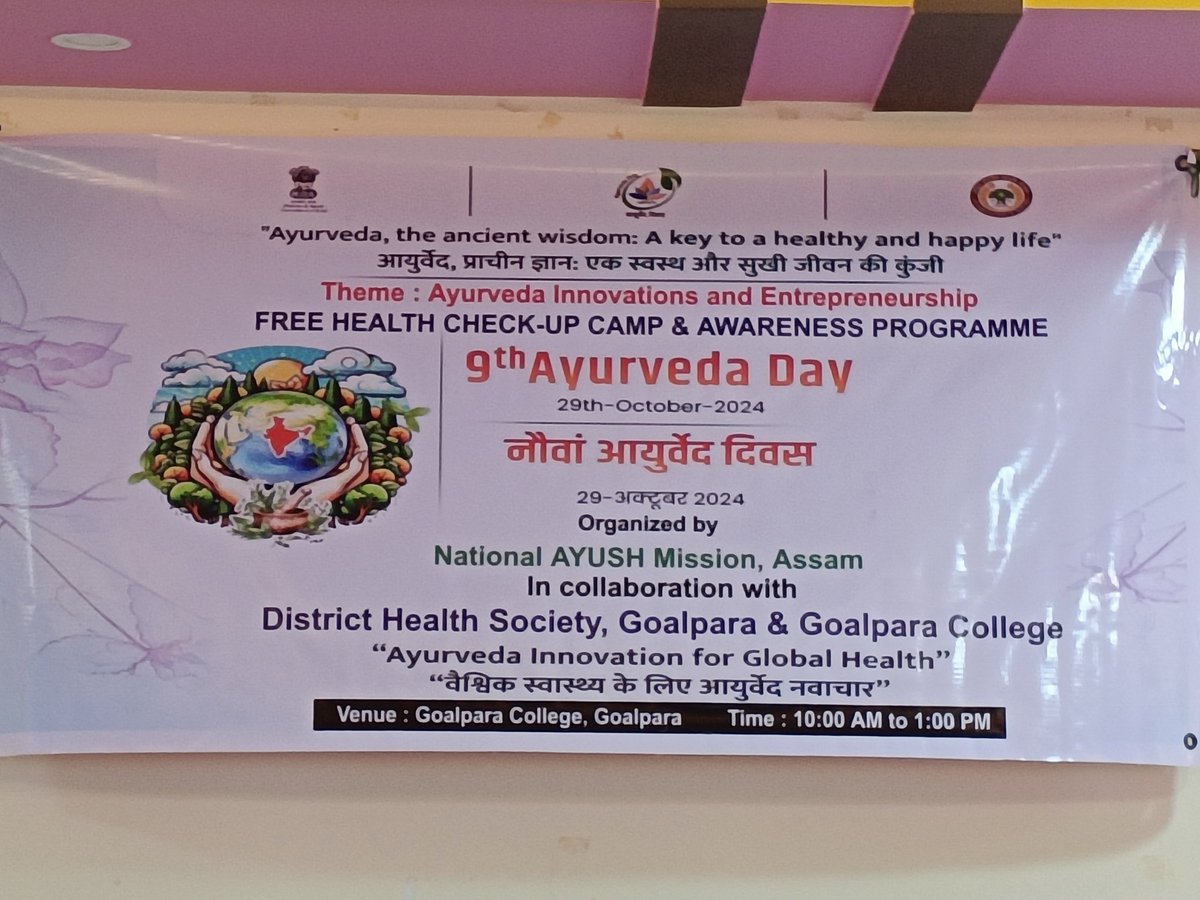 "Ayurveda, the ancient wisdom: A key to a healthy and happy life"
आयुर्वेद, प्राचीन ज्ञान: एक स्वस्थ और सुखी जीवन की कुंजी
Theme : Ayurveda Innovations and Entrepreneurship
FREE HEALTH CHECK-UP CAMP & AWARENESS PROGRAMME
9th Ayurveda Day
29th-October-2024
नौवां आयुर्वेद दिवस
29-अक्टूबर 2024
Organized by
National AYUSH Mission, Assam
In collaboration with
District Health Society, Goalpara & Goalpara College
“Ayurveda Innovation for Global Health”
“वैश्विक स्वास्थ्य के लिए आयुर्वेद नवाचार”
Venue : Goalpara College, Goalpara Time : 10:00 AM to 1:00 PM